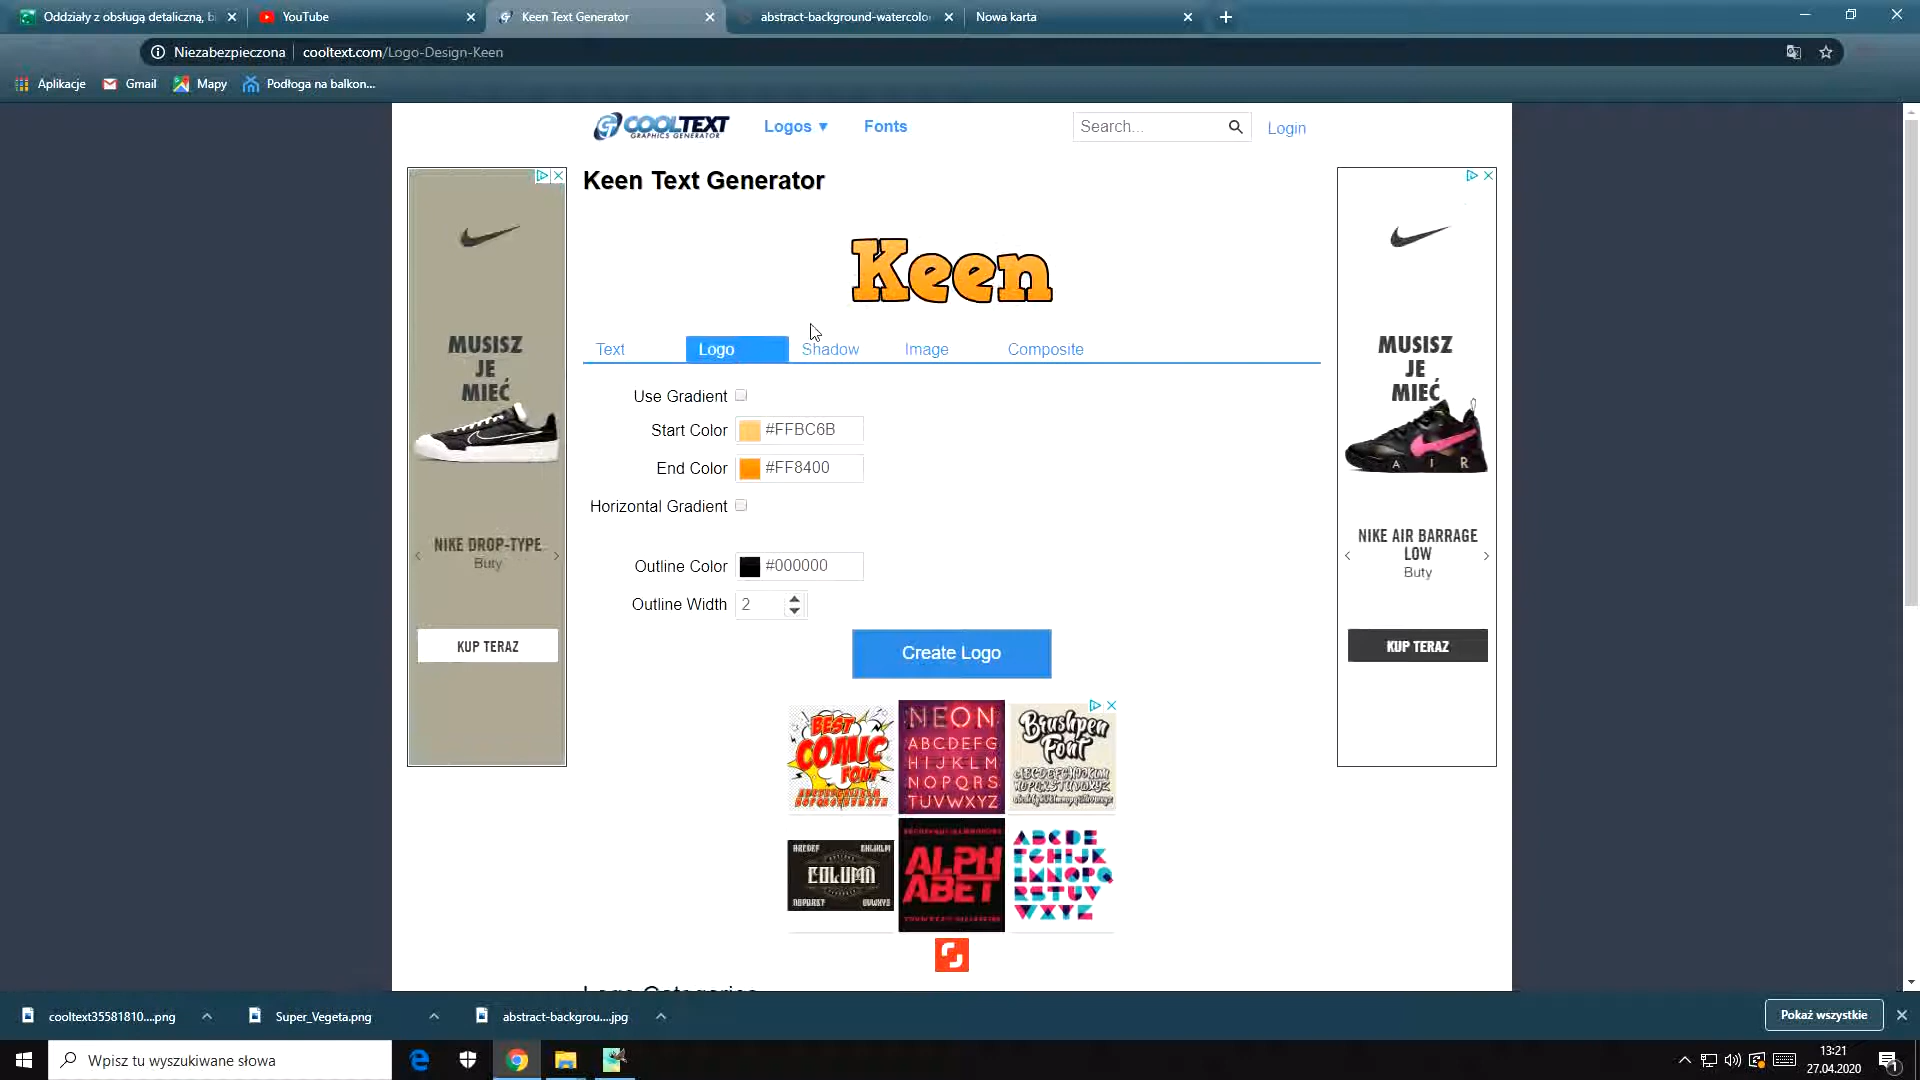 Oddziały z obsługą detaliczną, b
YouTube
Keen Text Generator
abstract-background-watercolo
Nowa karta
Niezabezpieczona
cooltext.com/Logo-Design-Keen
Aplikacje
Gmail
Mapy
Podłoga na balkon...
COOLTEXT
GRAPHICS GENERATOR
Logos ▼
Fonts
Search...
Login
Keen Text Generator
Keen
Text
Logo
Shadow
Image
Composite
Use Gradient
Start Color
#FFBC6B
End Color
#FF8400
Horizontal Gradient
Outline Color
#000000
Outline Width
2
Create Logo
MUSISZ
JE
MIEĆ
NIKE DROP-TYPE
Buty
KUP TERAZ
MUSISZ
JE
MIEĆ
A I R
NIKE AIR BARRAGE
LOW
Buty
KUP TERAZ
BEST
COMIC
FONT
NEON
ABCDEFG
HIJKLM
NOPQRS
TUVWXYZ
Brushpen
Font
COLUMN
ALPH
ABET
ABCDE
FGHIJK
LMNOPQ
RSTUV
WXYZ
Logo Categories
cooltext35581810....png
Super_Vegeta.png
abstract-backgrou....jpg
Pokaż wszystkie
Wpisz tu wyszukiwane słowa
13:21
27.04.2020
1